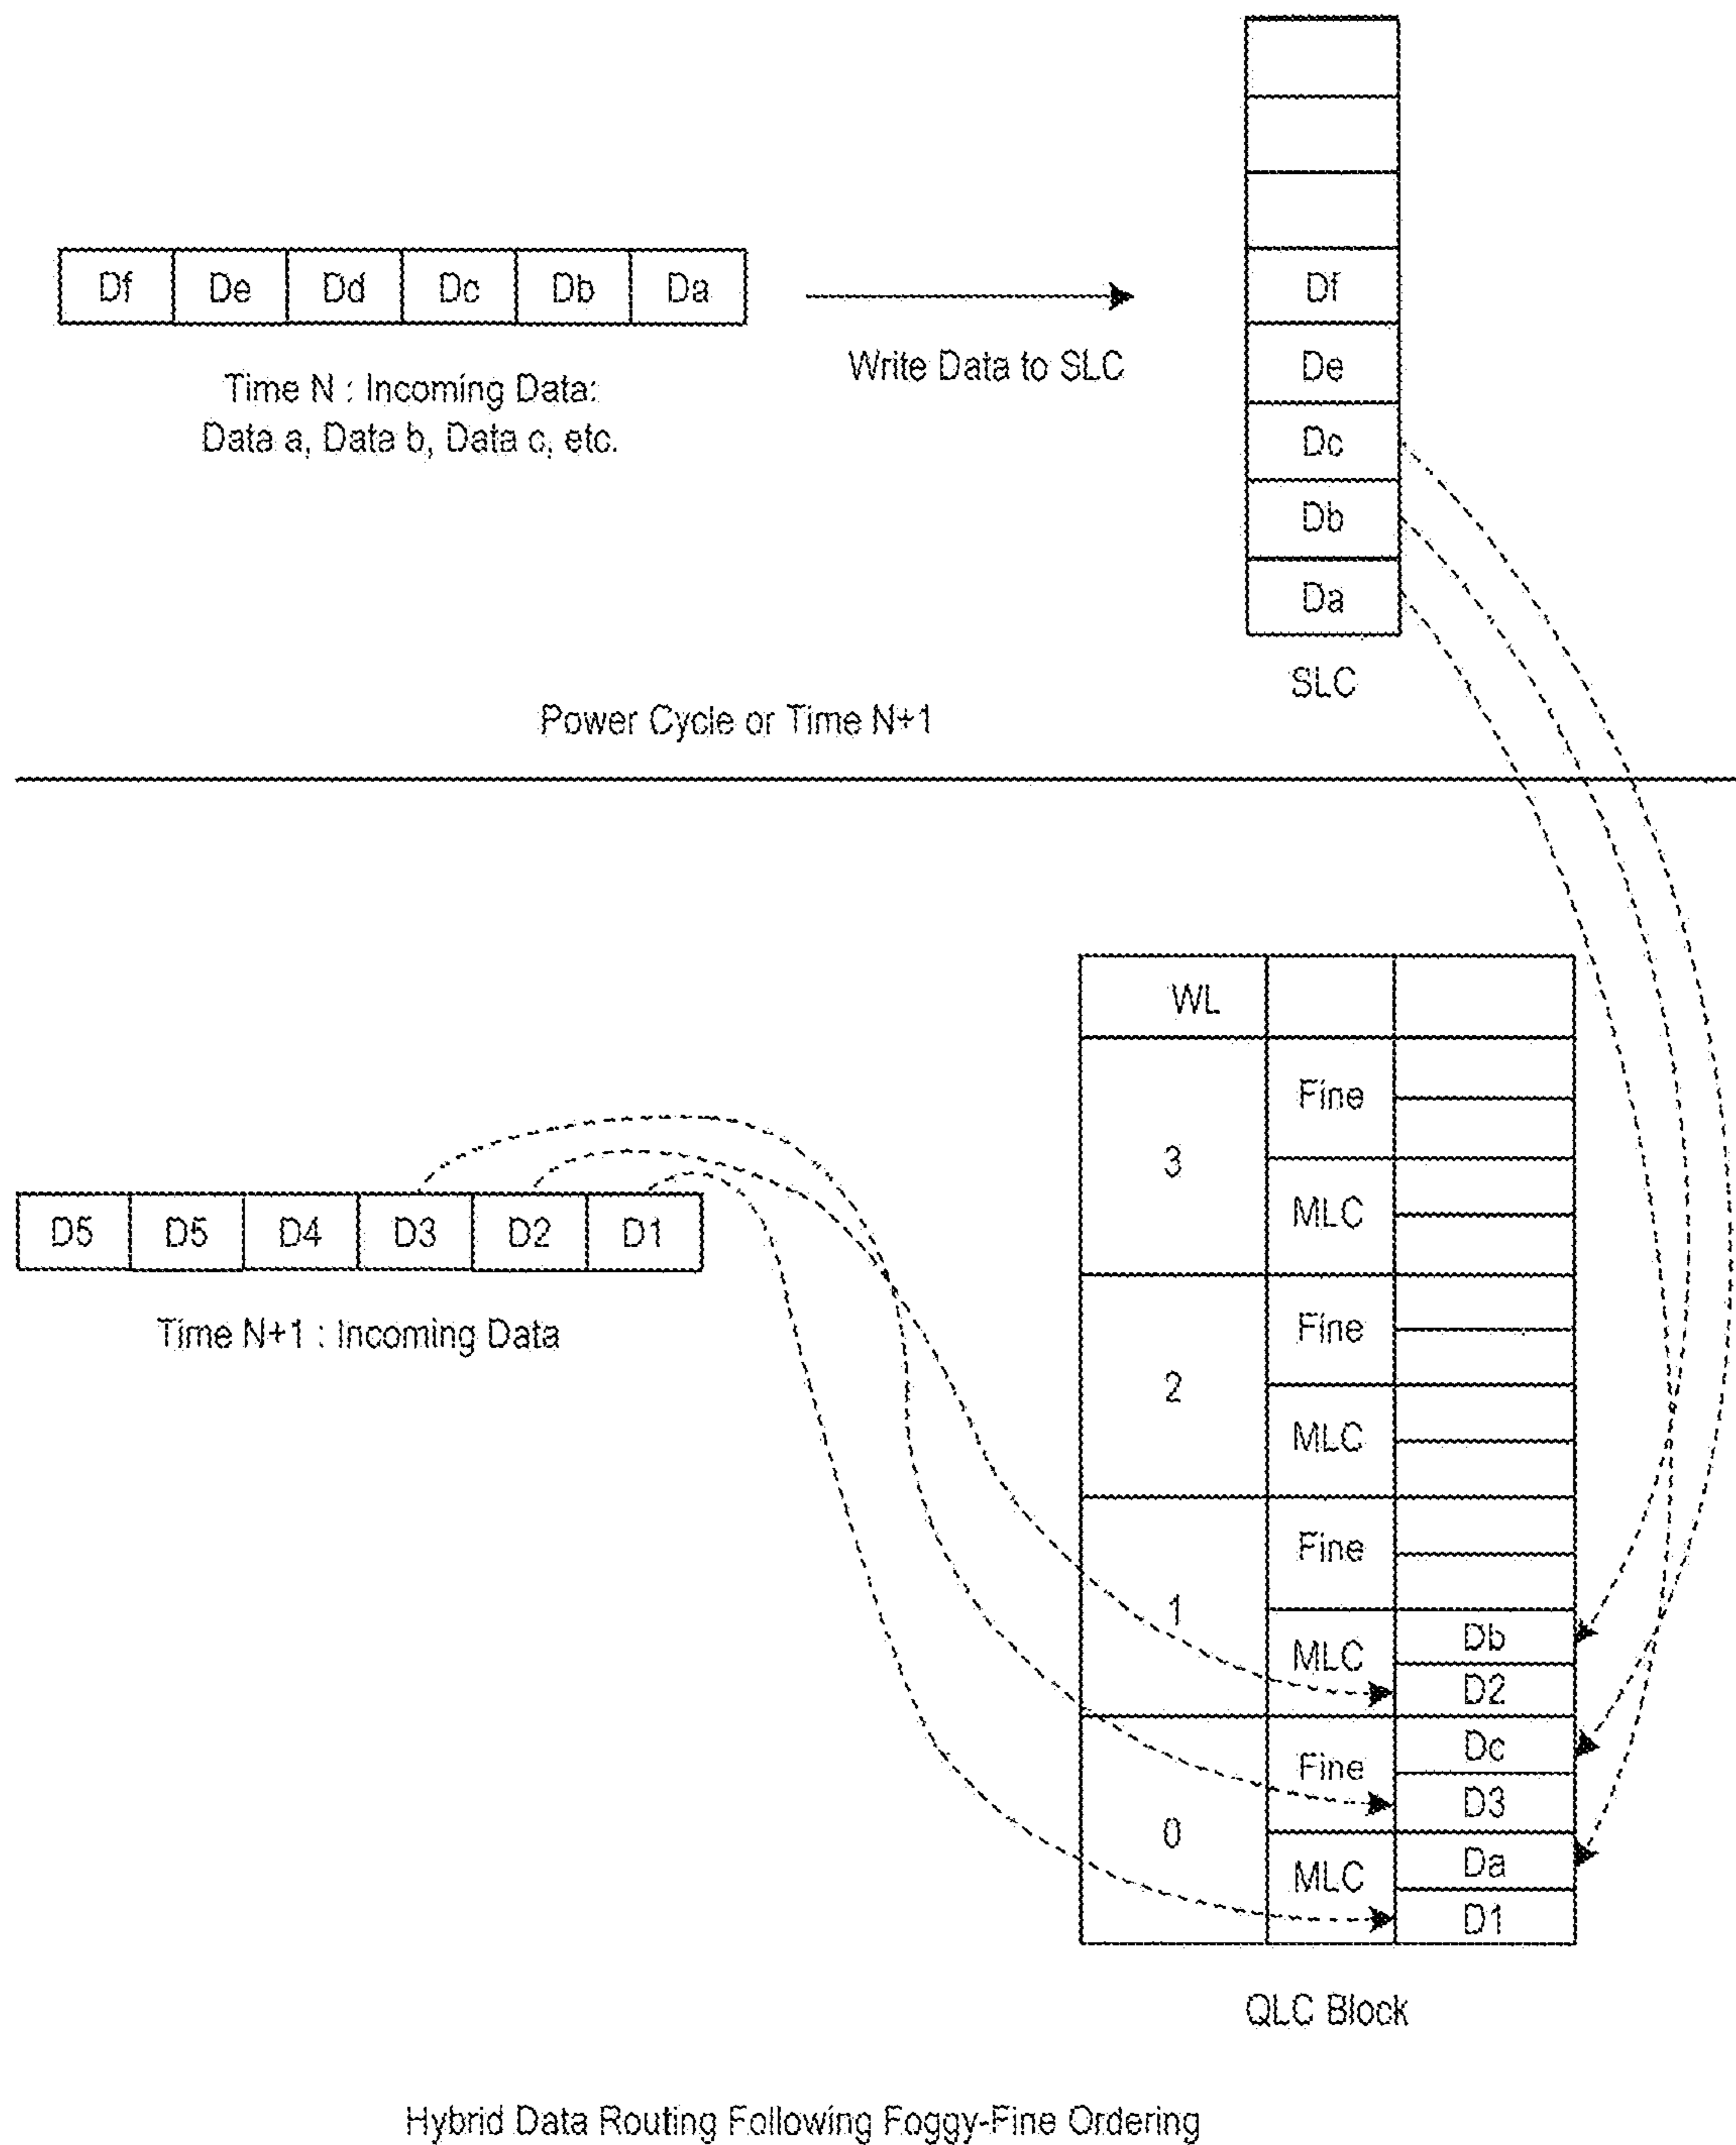 Df De Dd Dc Db Da
Time N : Incoming Data:
Data a, Data b, Data c, etc.
Write Data to SLC
Df
De
Dc
Db
Da
SLC
Power Cycle or Time N+1
D5 D5 D4 D3 D2 D1
Time N+1 : Incoming Data
WL
3
Fine
MLC
2
Fine
MLC
1
Fine
MLC
Db
D2
0
Fine
Dc
D3
MLC
Da
D1
QLC Block
Hybrid Data Routing Following Foggy-Fine Ordering